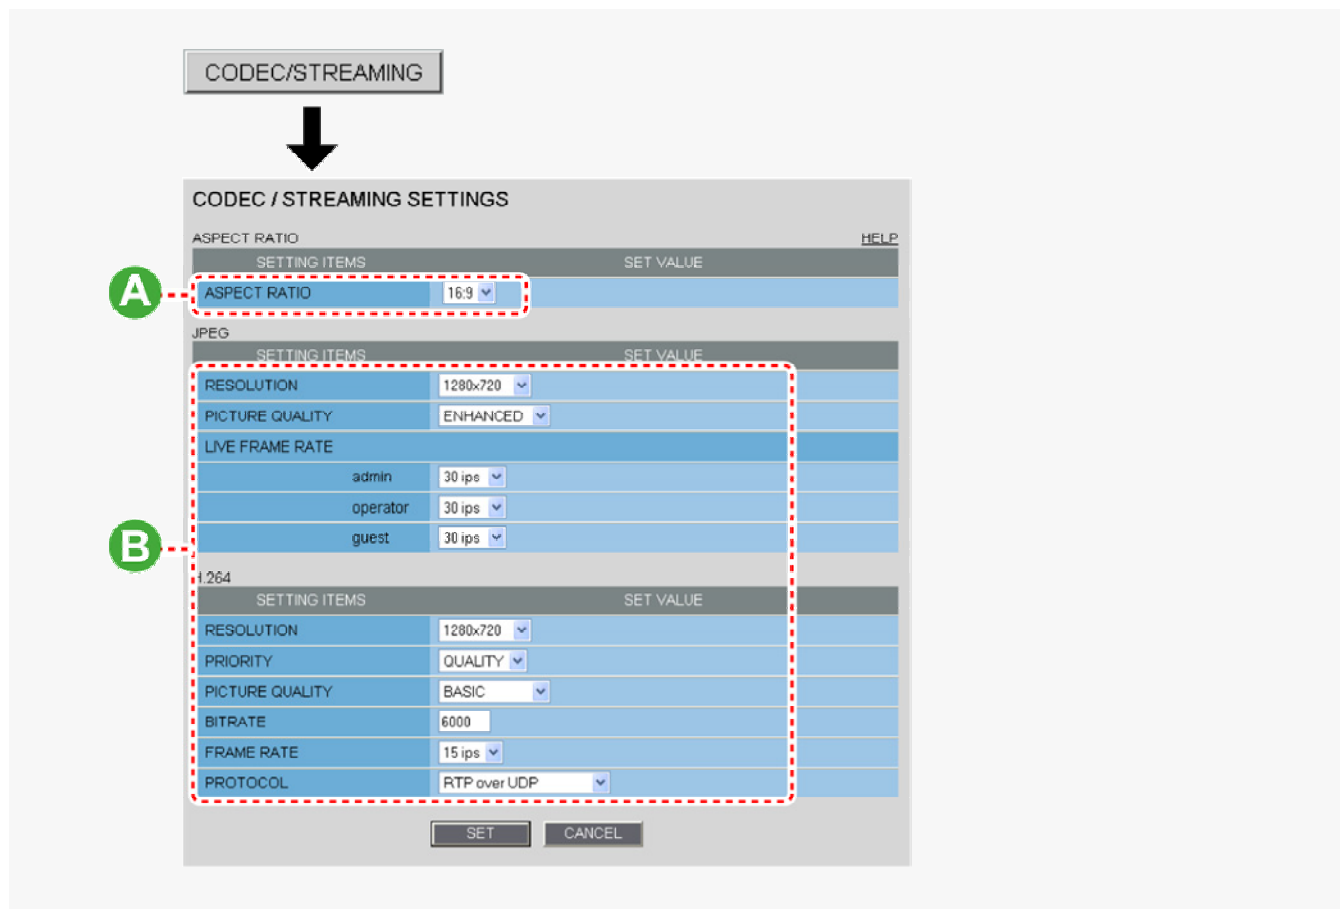 CODEC/STREAMING
CODEC / STREAMING SETTINGS
ASPECT RATIO HELP
SETTING ITEMS SET VALUE
A ASPECT RATIO 16:9
JPEG
SETTING ITEMS SET VALUE
RESOLUTION 1280x720
PICTURE QUALITY ENHANCED
LIVE FRAME RATE
admin 30 ips
operator 30 ips
B guest 30 ips
H.264
SETTING ITEMS SET VALUE
RESOLUTION 1280x720
PRIORITY QUALITY
PICTURE QUALITY BASIC
BITRATE 6000
FRAME RATE 15 ips
PROTOCOL RTP over UDP
SET CANCEL